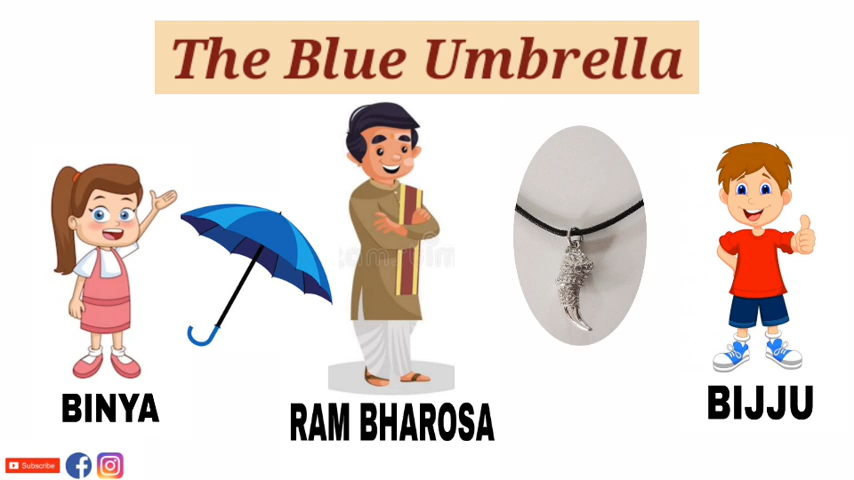 The Blue Umbrella
BINYA
RAM BHAROSA
BIJJU
Subscribe